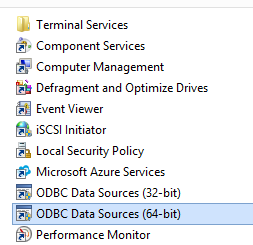 Terminal Services
Component Services
Computer Management
Defragment and Optimize Drives
Event Viewer
iSCSI Initiator
Local Security Policy
Microsoft Azure Services
ODBC Data Sources (32-bit)
ODBC Data Sources (64-bit)
Performance Monitor